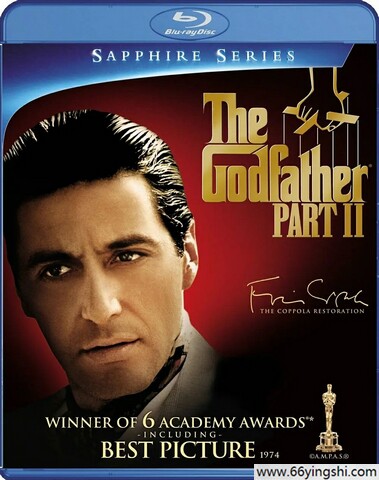 Blu-ray Disc
SAPPHIRE SERIES
The
Godfather®
PART II
THE COPPOLA RESTORATION
WINNER OF 6 ACADEMY AWARDS®*
-INCLUDING-
BEST PICTURE 1974
©A.M.P.A.S.®
www.66yingshi.com